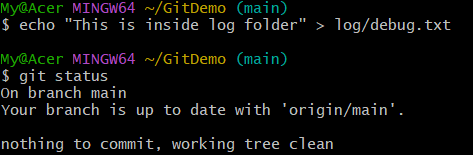 My@Acer MINGW64 ~/GitDemo (main)
$ echo "This is inside log folder" > log/debug.txt
My@Acer MINGW64 ~/GitDemo (main)
$ git status
On branch main
Your branch is up to date with 'origin/main'.
nothing to commit, working tree clean